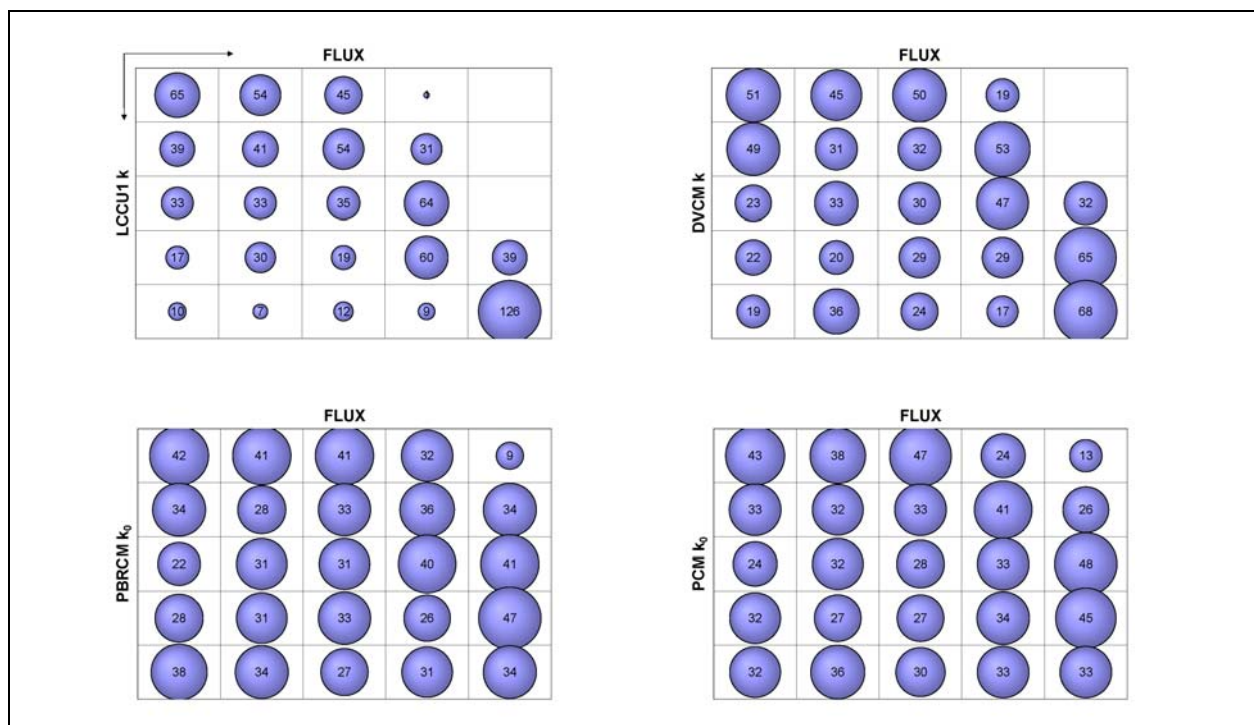 FLUX
LCCU1 k
65 54 45
39 41 54 31
33 33 35 64
17 30 19 60 39
10 7 12 9 126
FLUX
DVCM k
51 45 50 19
49 31 32 53
23 33 30 47 32
22 20 29 29 65
19 36 24 17 68
FLUX
PBRCM k₀
42 41 41 32 9
34 28 33 36 34
22 31 31 40 41
28 31 33 26 47
38 34 27 31 34
FLUX
PCM k₀
43 38 47 24 13
33 32 33 41 26
24 32 28 33 48
32 27 27 34 45
32 36 30 33 33